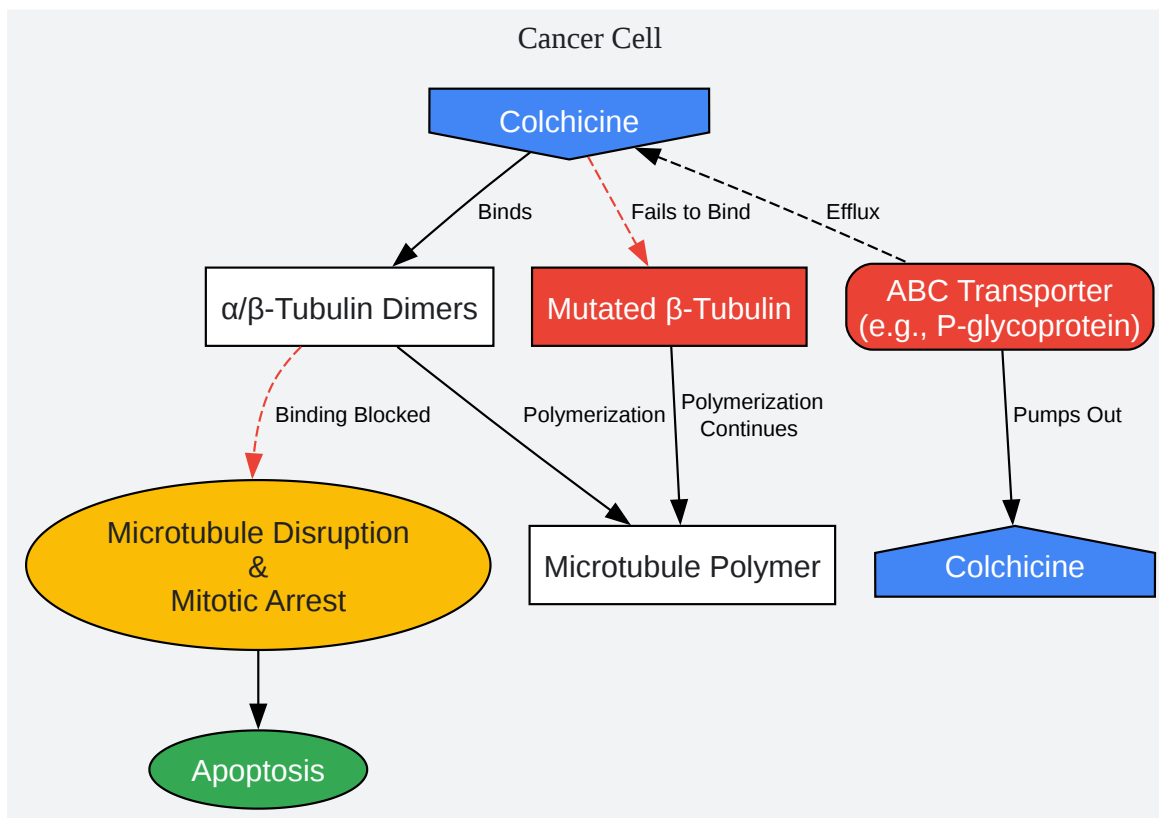 Cancer Cell
Colchicine
Binds
Fails to Bind
Efflux
α/β-Tubulin Dimers
Mutated β-Tubulin
ABC Transporter
(e.g., P-glycoprotein)
Binding Blocked
Polymerization
Polymerization
Continues
Pumps Out
Microtubule Disruption
&
Mitotic Arrest
Microtubule Polymer
Colchicine
Apoptosis